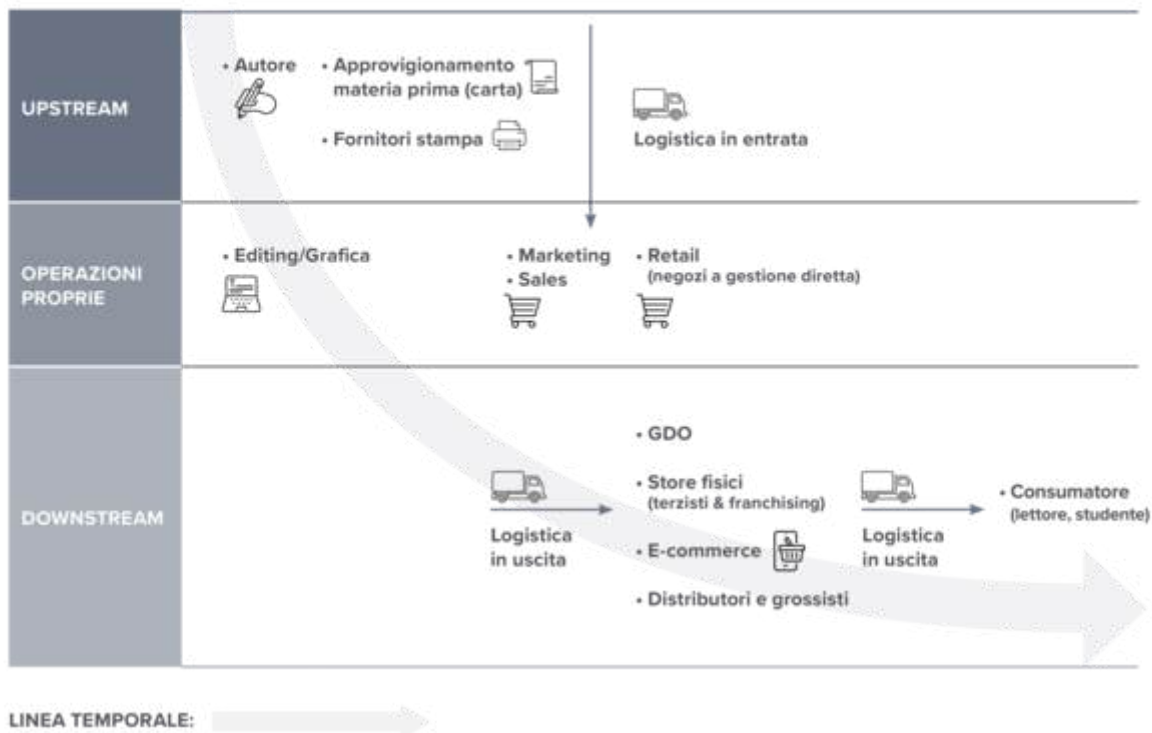 UPSTREAM
• Autore
• Approvigionamento
materia prima (carta)
• Fornitori stampa
Logistica in entrata
OPERAZIONI
PROPRIE
• Editing/Grafica
• Marketing
• Sales
• Retail
(negozi a gestione diretta)
DOWNSTREAM
Logistica
in uscita
• GDO
• Store fisici
(terzisti & franchising)
• E-commerce
• Distributori e grossisti
Logistica
in uscita
• Consumatore
(lettore, studente)
LINEA TEMPORALE: